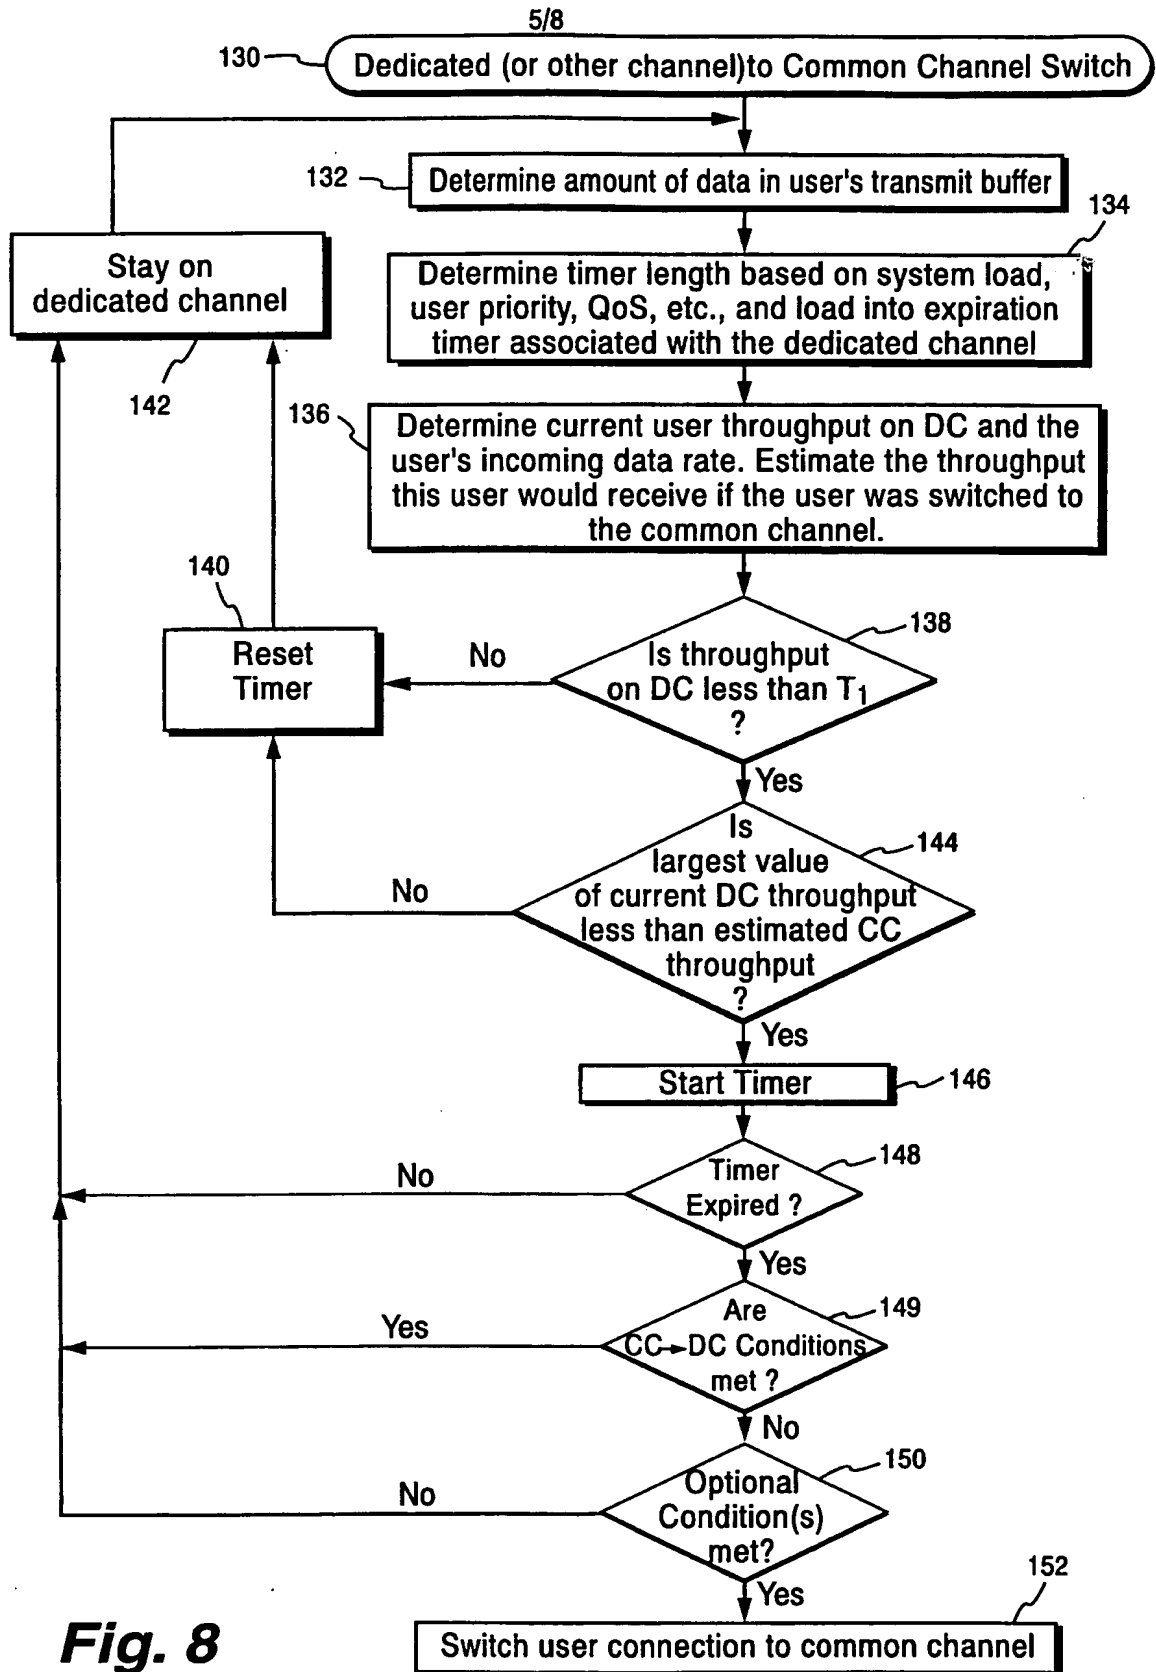 5/8
130
Dedicated (or other channel)to Common Channel Switch
132
Determine amount of data in user's transmit buffer
134
Stay on
dedicated channel
142
Determine timer length based on system load,
user priority, QoS, etc., and load into expiration
timer associated with the dedicated channel
136
Determine current user throughput on DC and the
user's incoming data rate. Estimate the throughput
this user would receive if the user was switched to
the common channel.
140
Reset
Timer
No
138
Is throughput
on DC less than T1
?
Yes
144
Is
largest value
of current DC throughput
less than estimated CC
throughput
?
No
Yes
Start Timer
146
148
Timer
Expired ?
No
Yes
149
Are
CC→DC Conditions
met ?
Yes
No
150
Optional
Condition(s)
met?
No
Yes
152
Switch user connection to common channel
Fig. 8